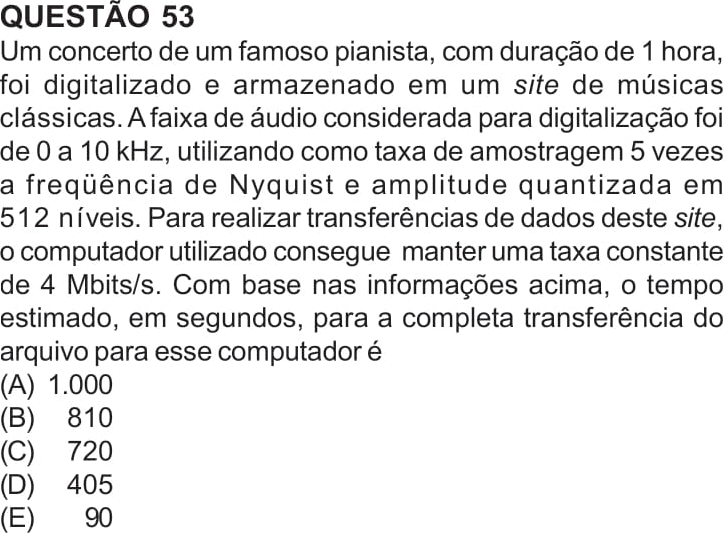 QUESTÃO 53
Um concerto de um famoso pianista, com duração de 1 hora,
foi digitalizado e armazenado em um site de músicas
clássicas. A faixa de áudio considerada para digitalização foi
de 0 a 10 kHz, utilizando como taxa de amostragem 5 vezes
a freqüência de Nyquist e amplitude quantizada em
512 níveis. Para realizar transferências de dados deste site,
o computador utilizado consegue manter uma taxa constante
de 4 Mbits/s. Com base nas informações acima, o tempo
estimado, em segundos, para a completa transferência do
arquivo para esse computador é
(A) 1.000
(B) 810
(C) 720
(D) 405
(E) 90